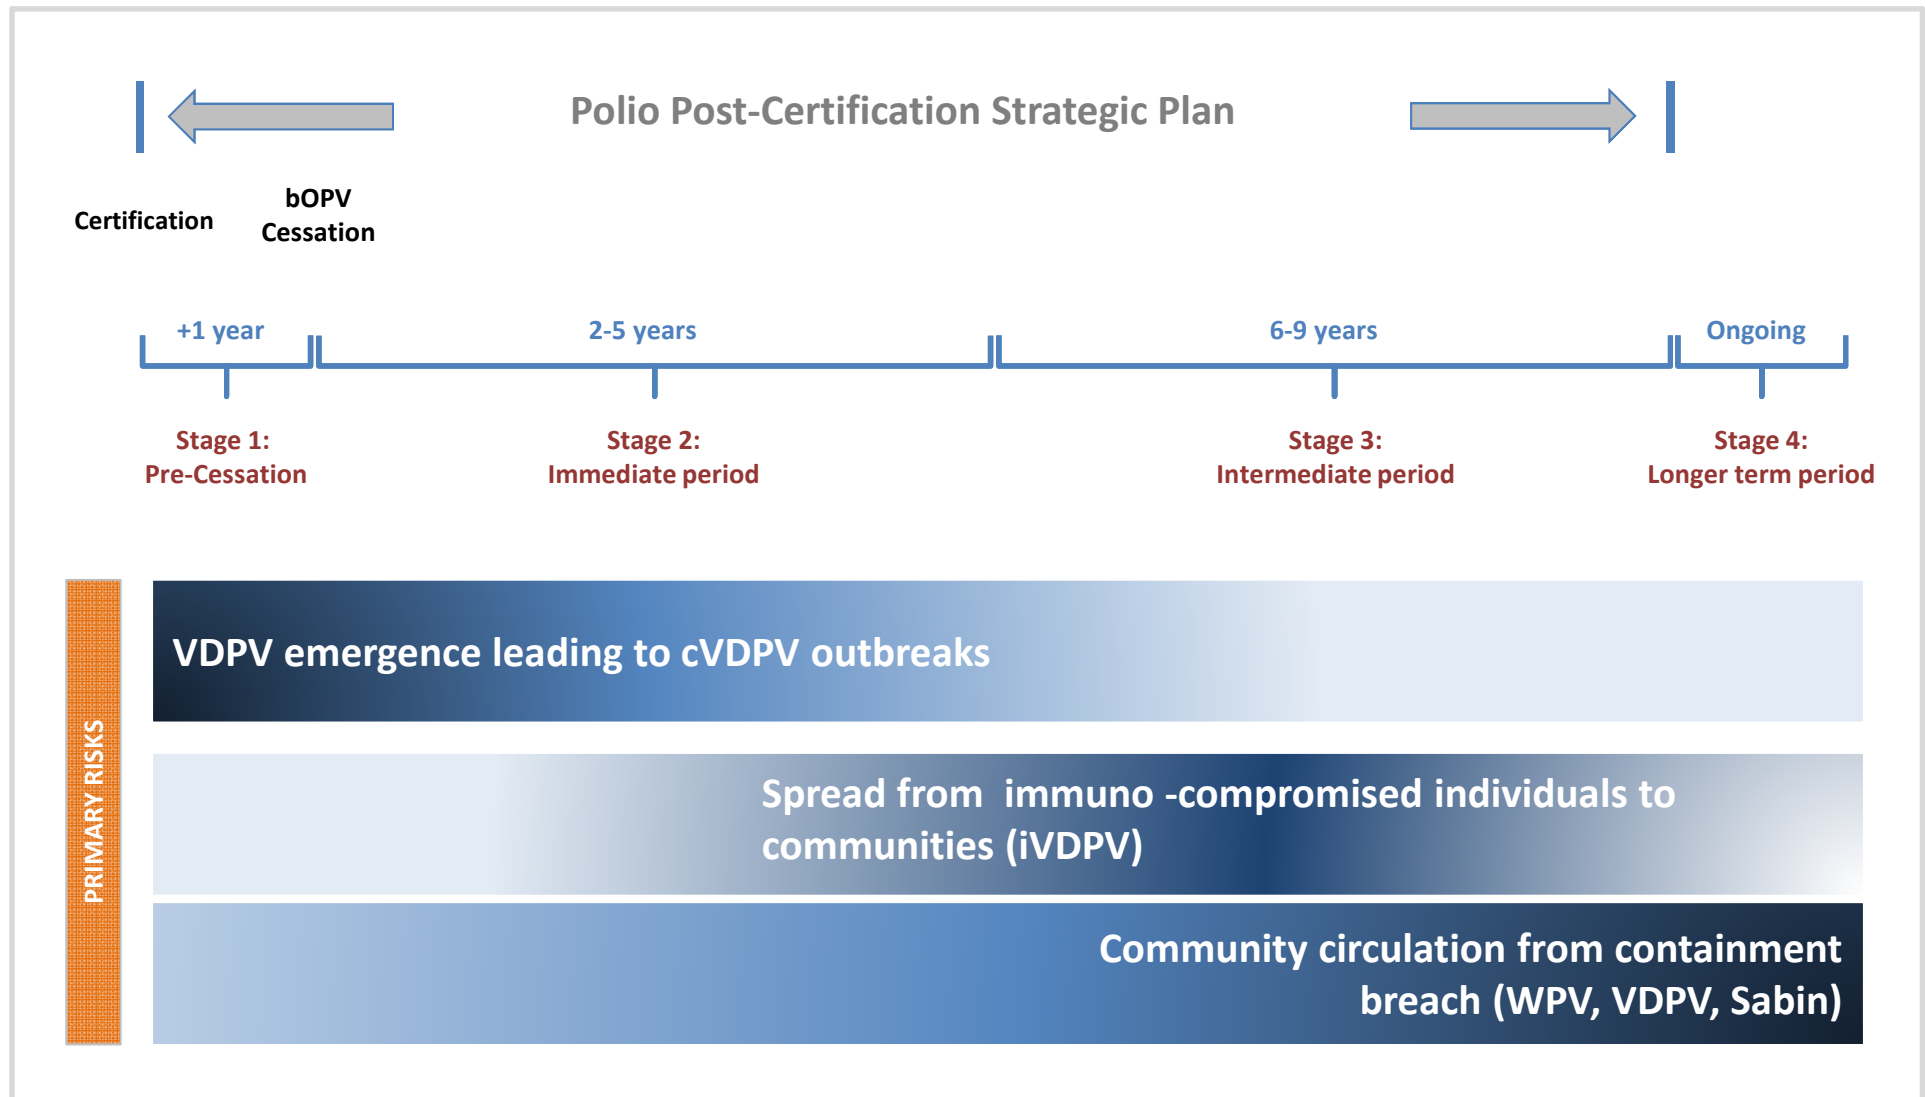 Polio Post-Certification Strategic Plan
Certification
bOPV
Cessation
+1 year
2-5 years
6-9 years
Ongoing
Stage 1:
Pre-Cessation
Stage 2:
Immediate period
Stage 3:
Intermediate period
Stage 4:
Longer term period
PRIMARY RISKS
VDPV emergence leading to cVDPV outbreaks
Spread from  immuno -compromised individuals to
communities (iVDPV)
Community circulation from containment
breach (WPV, VDPV, Sabin)